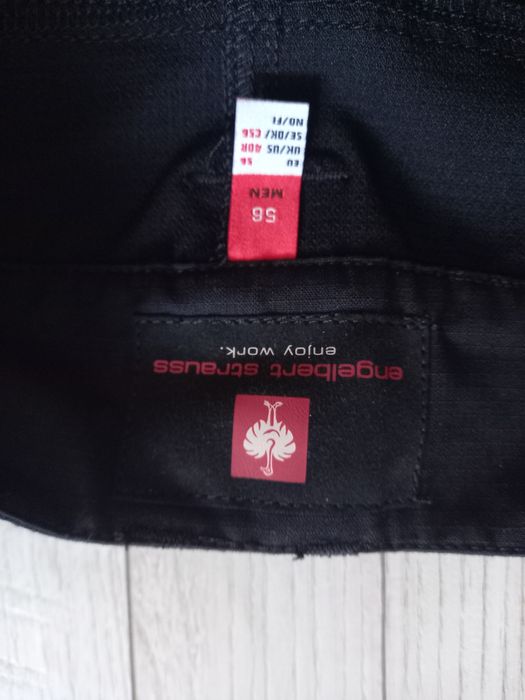 engelbert strauss
enjoy work.
56
MEN
EU 56
UK/US 40R
SE/DK/ C56
NO/FI